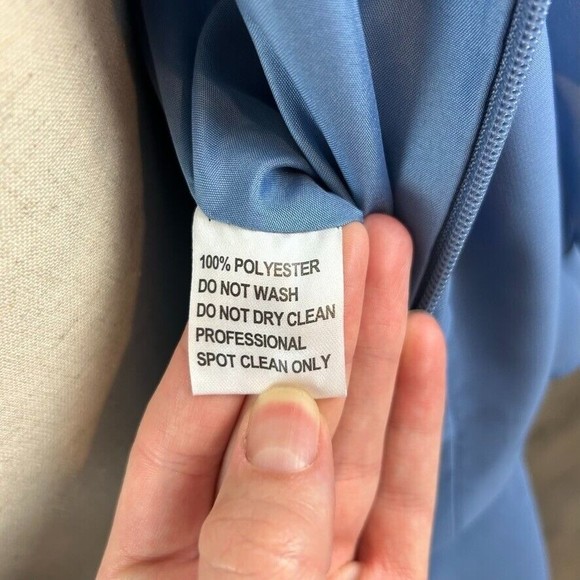 100% POLYESTER
DO NOT WASH
DO NOT DRY CLEAN
PROFESSIONAL
SPOT CLEAN ONLY